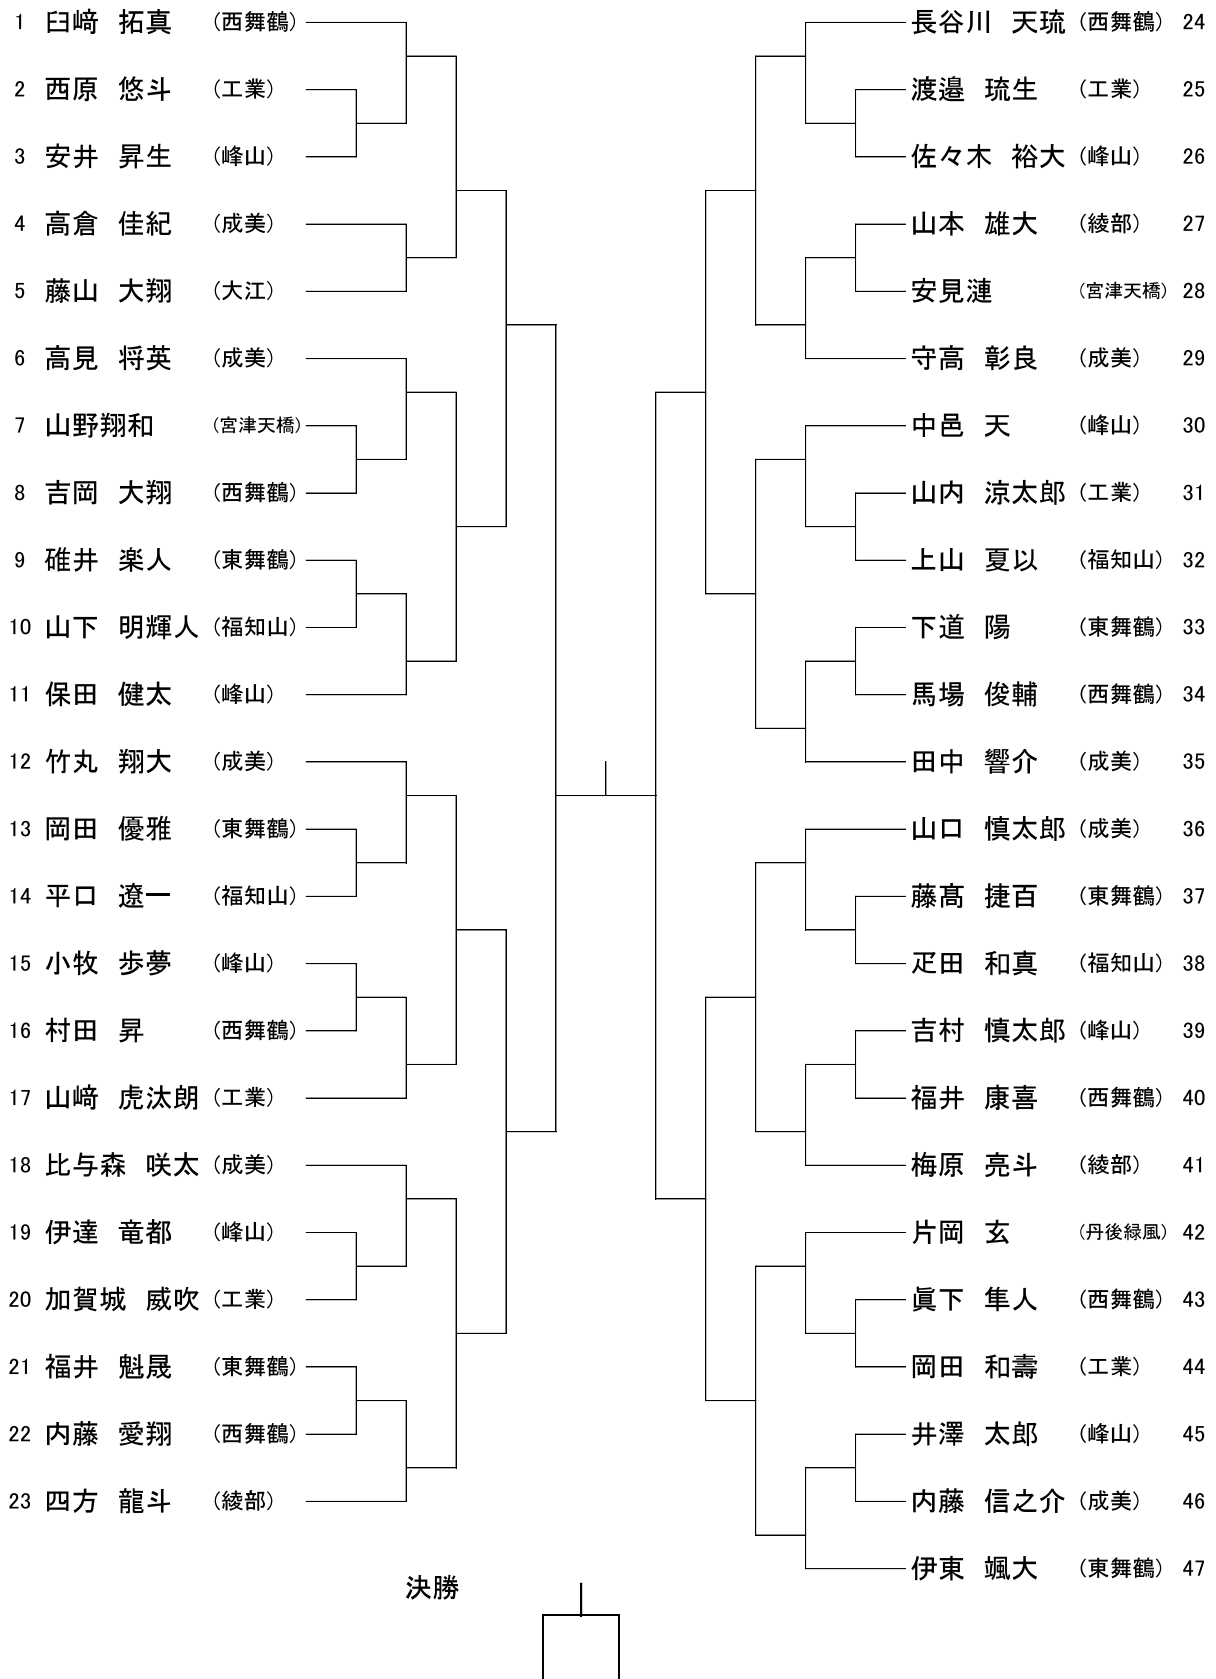 1 臼﨑 拓真 (西舞鶴)
2 西原 悠斗 (工業)
3 安井 昇生 (峰山)
4 高倉 佳紀 (成美)
5 藤山 大翔 (大江)
6 高見 将英 (成美)
7 山野翔和 (宮津天橋)
8 吉岡 大翔 (西舞鶴)
9 碓井 楽人 (東舞鶴)
10 山下 明輝人 (福知山)
11 保田 健太 (峰山)
12 竹丸 翔大 (成美)
13 岡田 優雅 (東舞鶴)
14 平口 遼一 (福知山)
15 小牧 歩夢 (峰山)
16 村田 昇 (西舞鶴)
17 山﨑 虎汰朗 (工業)
18 比与森 咲太 (成美)
19 伊達 竜都 (峰山)
20 加賀城 威吹 (工業)
21 福井 魁晟 (東舞鶴)
22 内藤 愛翔 (西舞鶴)
23 四方 龍斗 (綾部)
長谷川 天琉 (西舞鶴) 24
渡邉 琉生 (工業) 25
佐々木 裕大 (峰山) 26
山本 雄大 (綾部) 27
安見漣 (宮津天橋) 28
守高 彰良 (成美) 29
中邑 天 (峰山) 30
山内 涼太郎 (工業) 31
上山 夏以 (福知山) 32
下道 陽 (東舞鶴) 33
馬場 俊輔 (西舞鶴) 34
田中 響介 (成美) 35
山口 慎太郎 (成美) 36
藤髙 捷百 (東舞鶴) 37
疋田 和真 (福知山) 38
吉村 慎太郎 (峰山) 39
福井 康喜 (西舞鶴) 40
梅原 亮斗 (綾部) 41
片岡 玄 (丹後緑風) 42
眞下 隼人 (西舞鶴) 43
岡田 和壽 (工業) 44
井澤 太郎 (峰山) 45
内藤 信之介 (成美) 46
伊東 颯大 (東舞鶴) 47
決勝